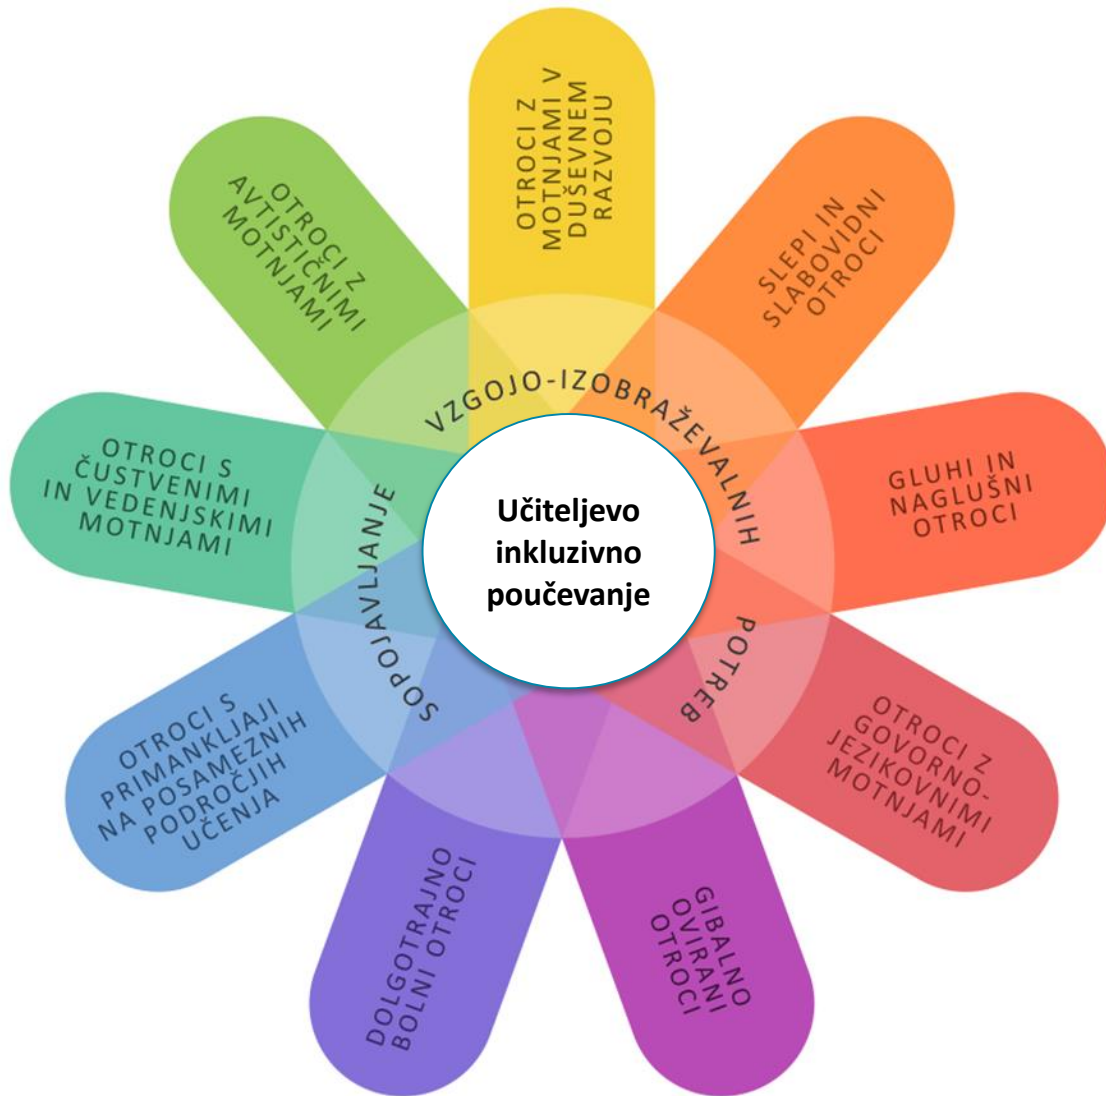 OTROCI Z
MOTNJAMI V
DUŠEVNEM
RAZVOJU
SLEPI IN
SLABOVIDNI
OTROCI
GLUHI IN
NAGLUŠNI
OTROCI
OTROCI Z
GOVORNO-
JEZIKOVNIMI
MOTNJAMI
GIBALNO
OVIRANI
OTROCI
DOLGOTRAJNO
BOLNI OTROCI
OTROCI S
PRIMANKLJAJI
NA POSAMEZNIH
PODROČJIH
UČENJA
OTROCI S
ČUSTVENIMI
IN VEDENJSKIMI
MOTNJAMI
OTROCI Z
AVTISTIČNIMI
MOTNJAMI
SOPOJAVLJANJE
VZGOJO-IZOBRAŽEVALNIH
POTREB
Učiteljevo
inkluzivno
poučevanje